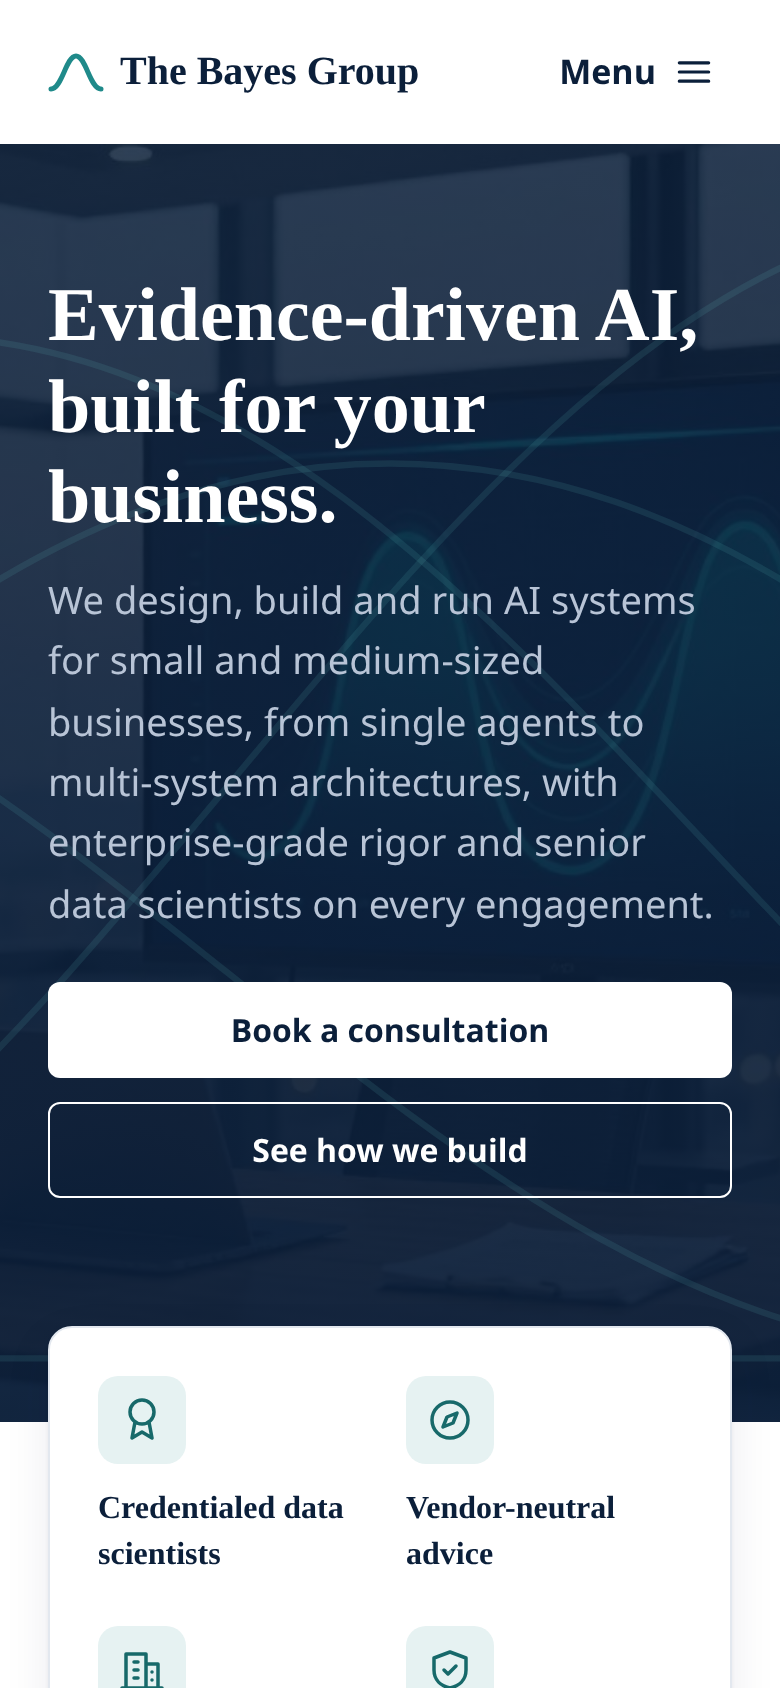 The Bayes Group
Menu
Evidence-driven AI,
built for your
business.
We design, build and run AI systems
for small and medium-sized
businesses, from single agents to
multi-system architectures, with
enterprise-grade rigor and senior
data scientists on every engagement.
Book a consultation
See how we build
Credentialed data
scientists
Vendor-neutral
advice